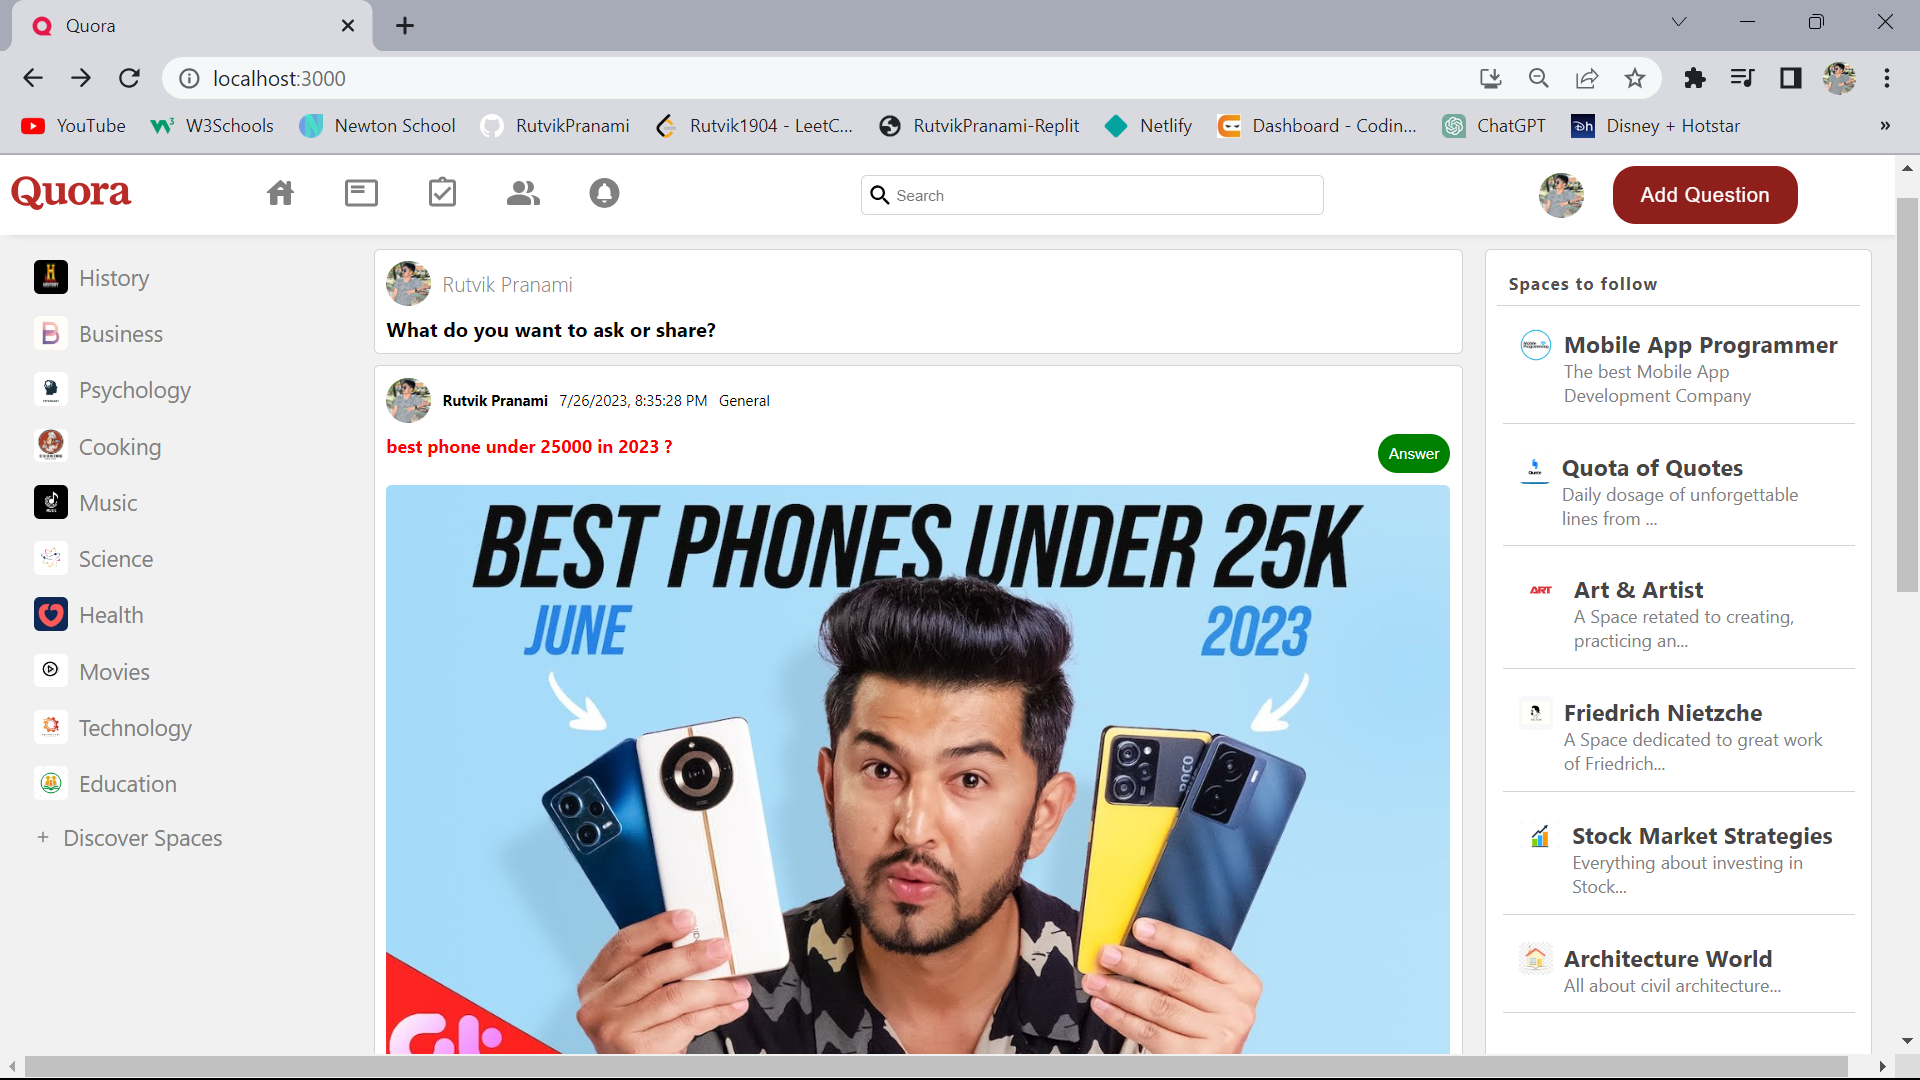 Quora
localhost:3000
YouTube
W3Schools
Newton School
RutvikPranami
Rutvik1904 - LeetC...
RutvikPranami-Replit
Netlify
Dashboard - Codin...
ChatGPT
Disney + Hotstar
»
Quora
Search
Add Question
History
Business
Psychology
Cooking
Music
Science
Health
Movies
Technology
Education
+ Discover Spaces
Rutvik Pranami
What do you want to ask or share?
Rutvik Pranami 7/26/2023, 8:35:28 PM General
best phone under 25000 in 2023 ?
Answer
BEST PHONES UNDER 25K
JUNE
2023
POCO
Spaces to follow
Mobile App Programmer
The best Mobile App
Development Company
Quota of Quotes
Daily dosage of unforgettable
lines from ...
ART
Art & Artist
A Space retated to creating,
practicing an...
Friedrich Nietzche
A Space dedicated to great work
of Friedrich...
Stock Market Strategies
Everything about investing in
Stock...
Architecture World
All about civil architecture...